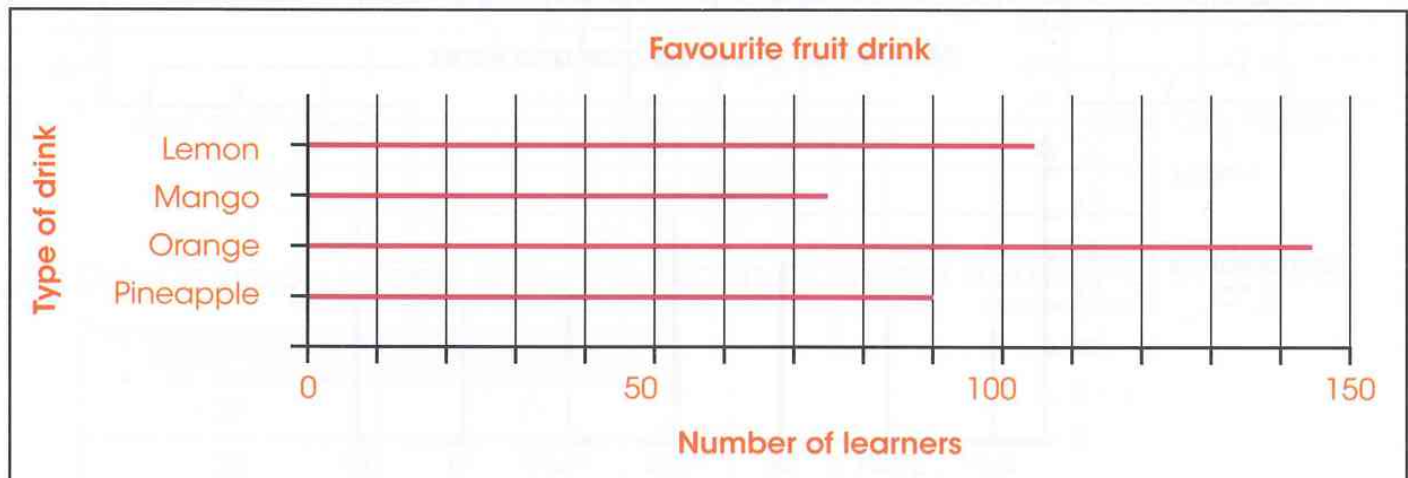 Favourite fruit drink
Type of drink
Lemon
Mango
Orange
Pineapple
0 50 100 150
Number of learners